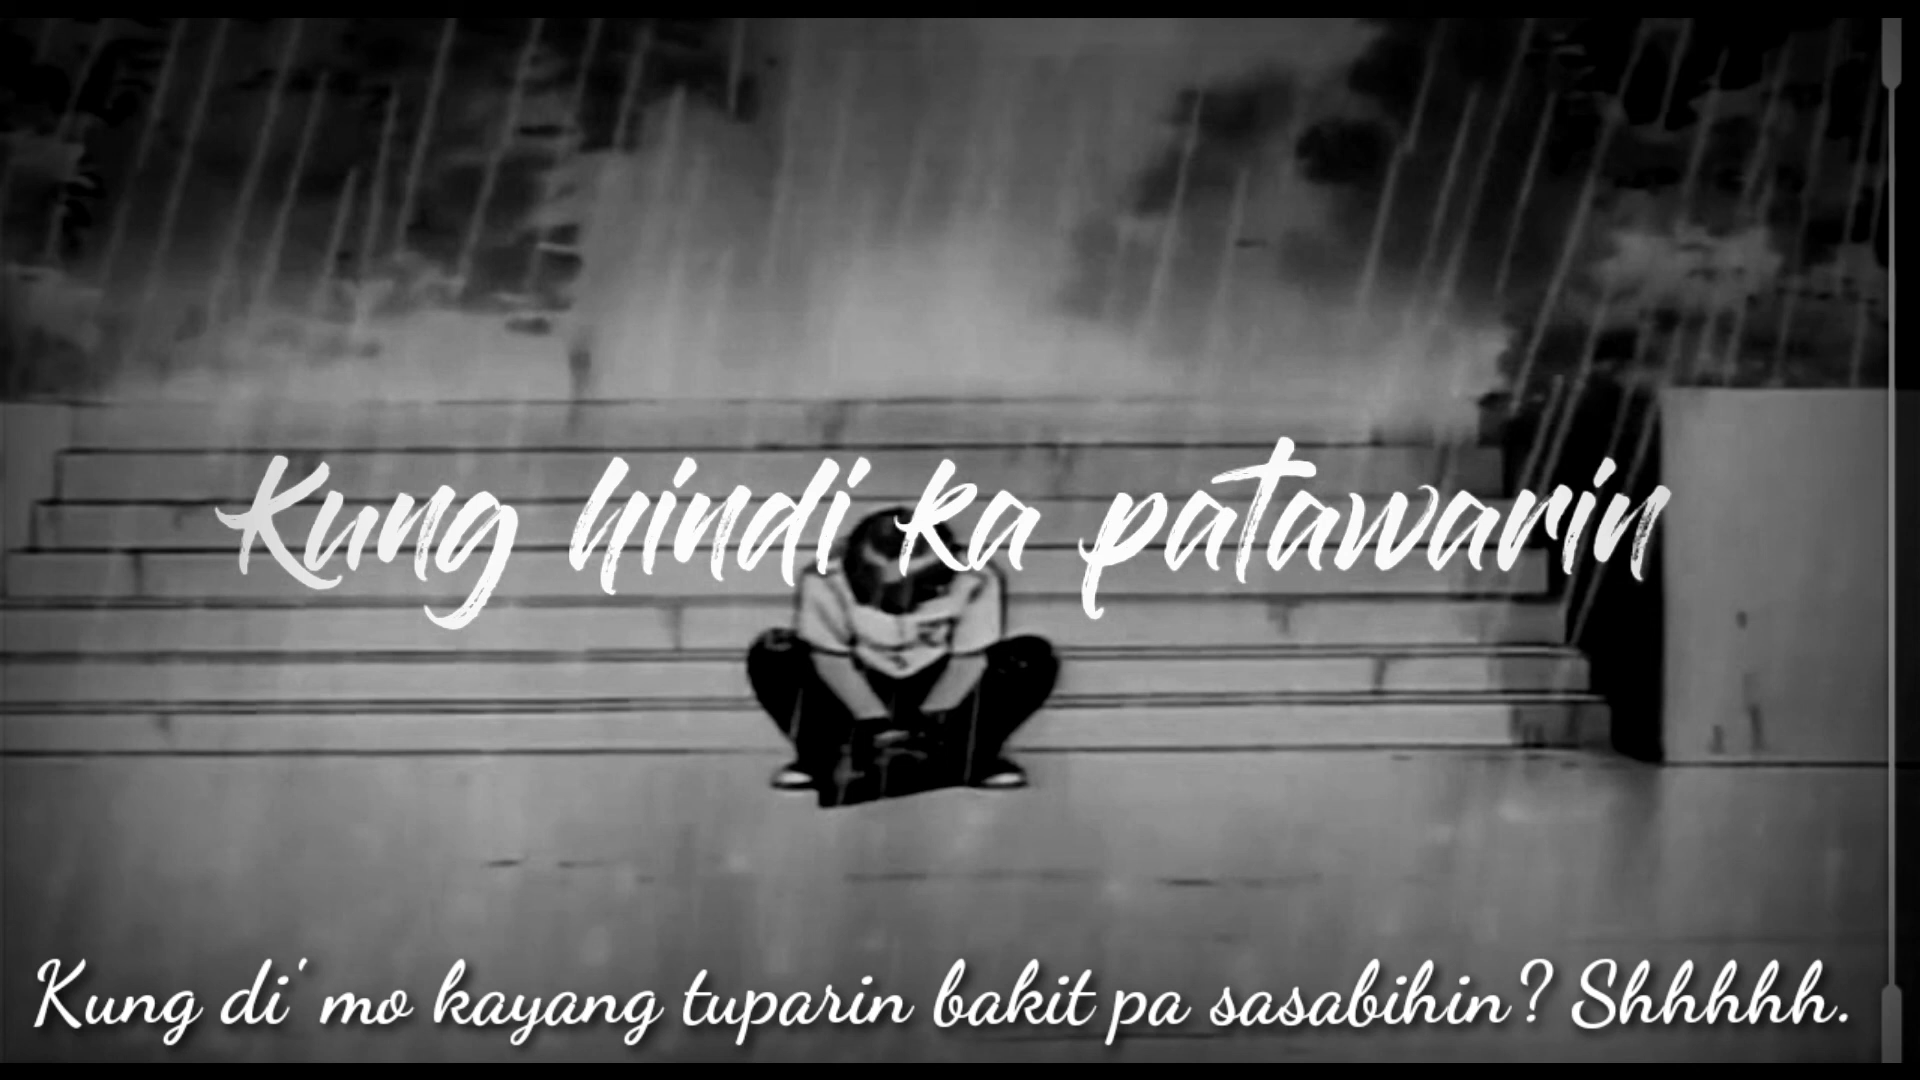 Kung hindi ka patawarin
Kung di' mo kayang tuparin bakit pa sasabihin? Shhhhh.